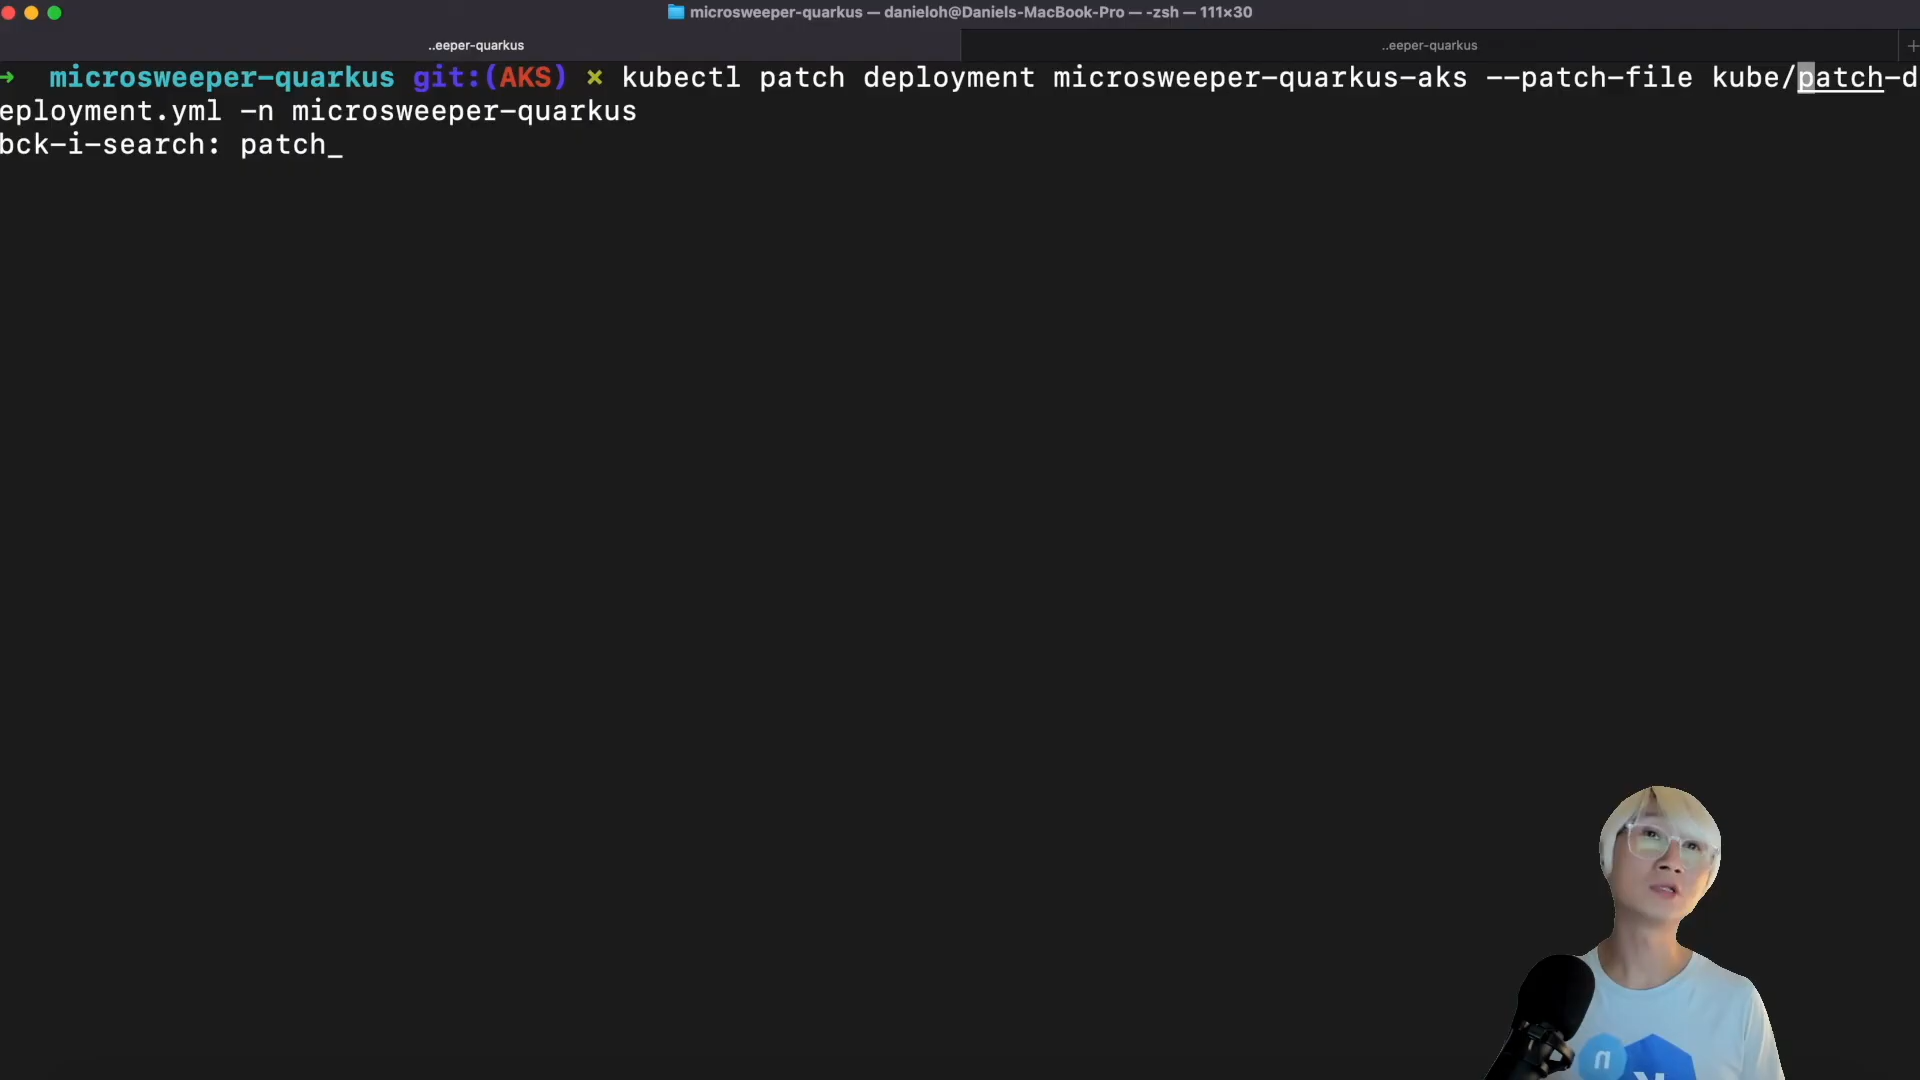 microsweeper-quarkus — danieloh@Daniels-MacBook-Pro — -zsh — 111×30
..eeper-quarkus
..eeper-quarkus
+
→ microsweeper-quarkus git:(AKS) × kubectl patch deployment microsweeper-quarkus-aks --patch-file kube/patch-d
eployment.yml -n microsweeper-quarkus
bck-i-search: patch_
n